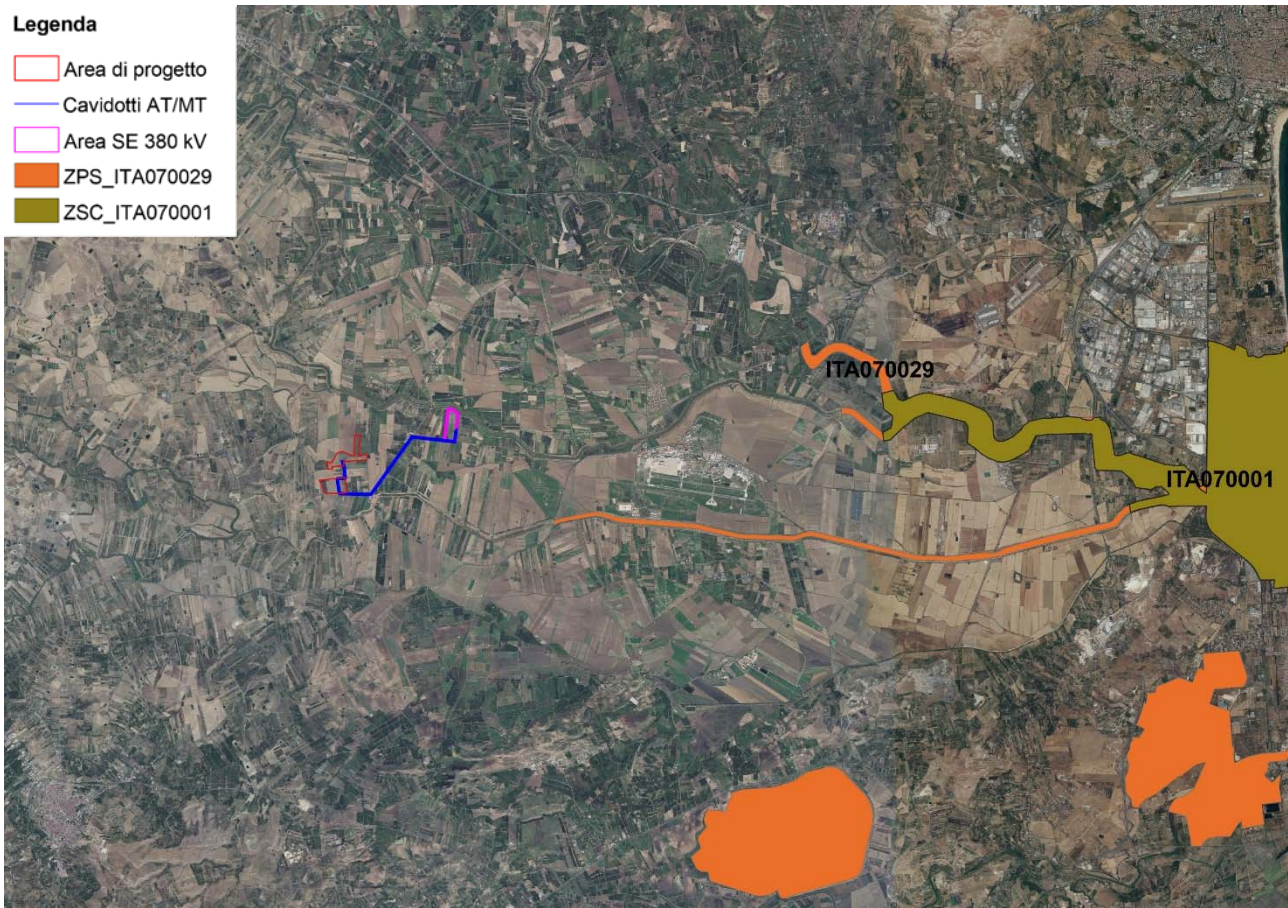 Legenda
Area di progetto
Cavidotti AT/MT
Area SE 380 kV
ZPS_ITA070029
ZSC_ITA070001
ITA070029
ITA070001